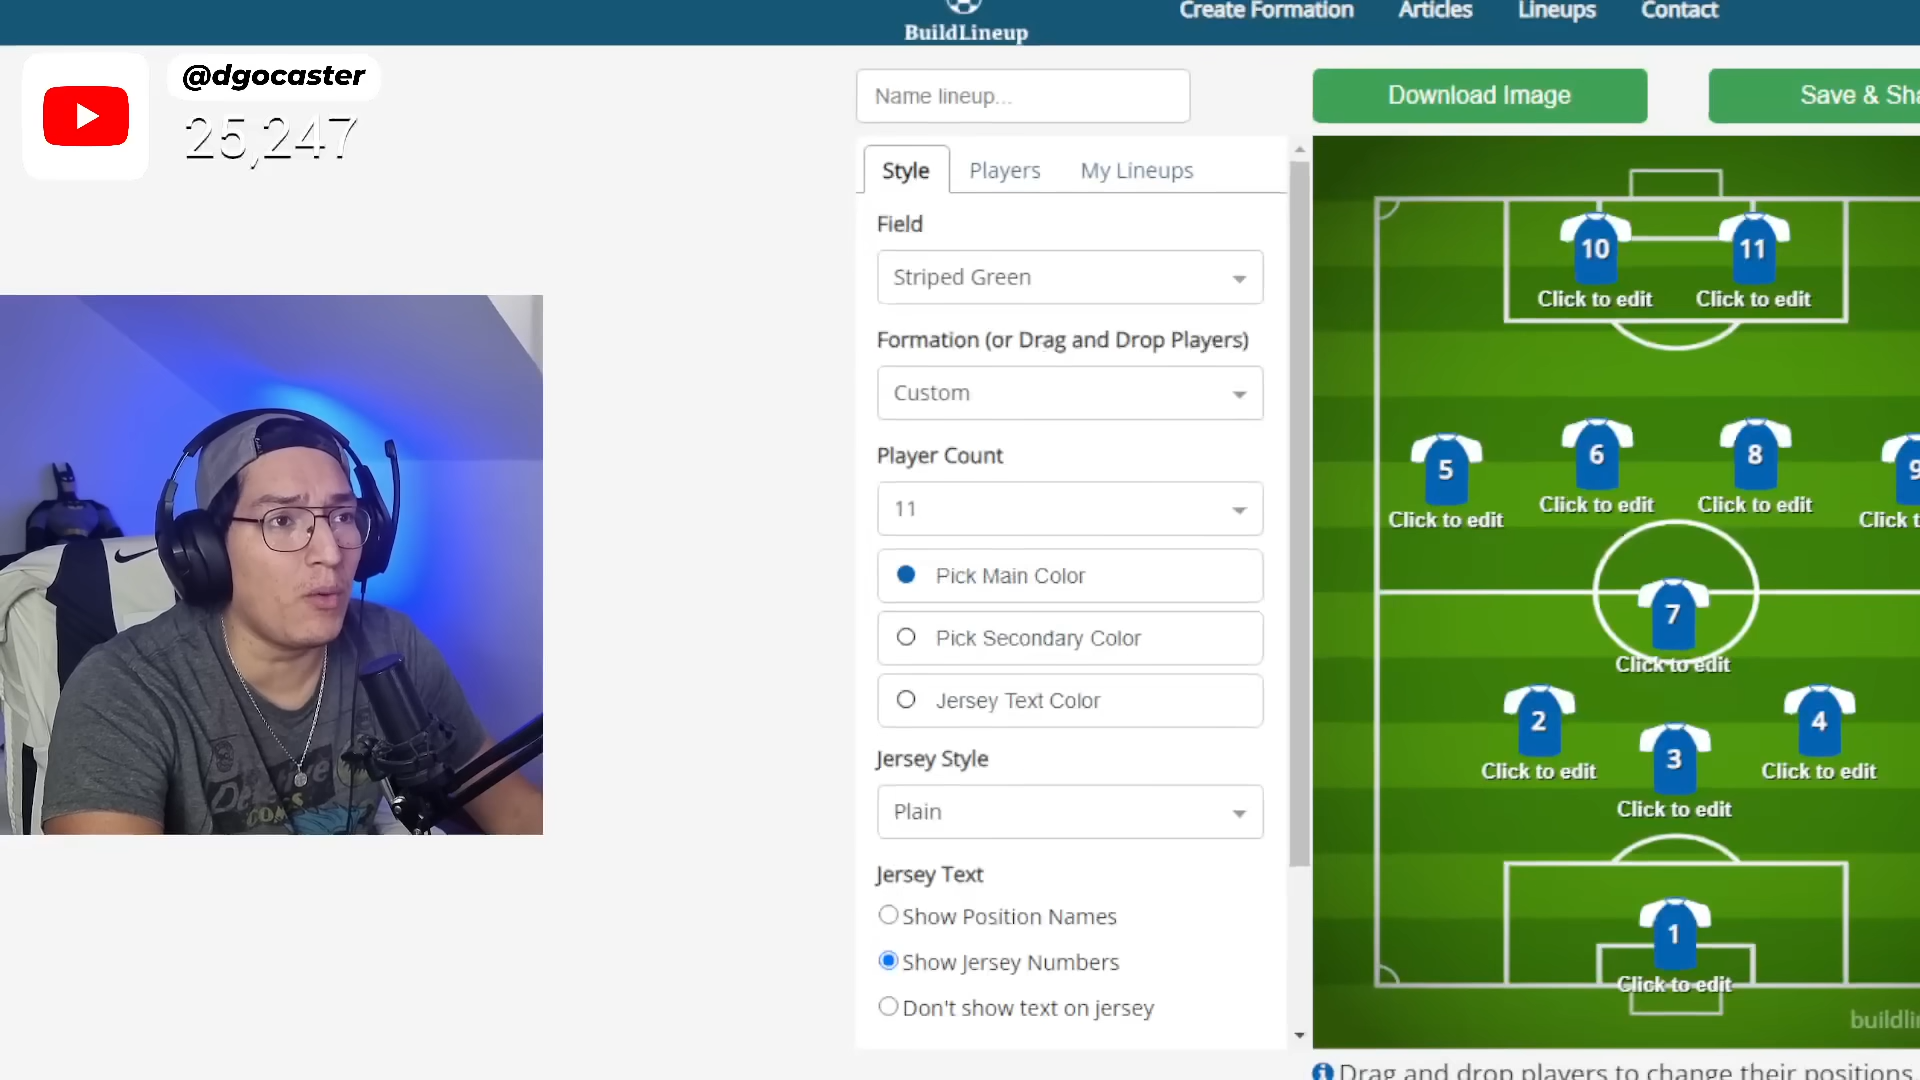 Create Formation
Articles
Lineups
Contact
BuildLineup
@dgocaster
25,247
Name lineup...
Download Image
Save & Sha
Style
Players
My Lineups
Field
Striped Green
Formation (or Drag and Drop Players)
Custom
Player Count
11
Pick Main Color
Pick Secondary Color
Jersey Text Color
Jersey Style
Plain
Jersey Text
Show Position Names
Show Jersey Numbers
Don't show text on jersey
10
11
Click to edit
Click to edit
5
6
8
9
Click to edit
Click to edit
Click to edit
Click t
7
Click to edit
2
3
4
Click to edit
Click to edit
Click to edit
1
Click to edit
buildli
Drag and drop players to change their positions